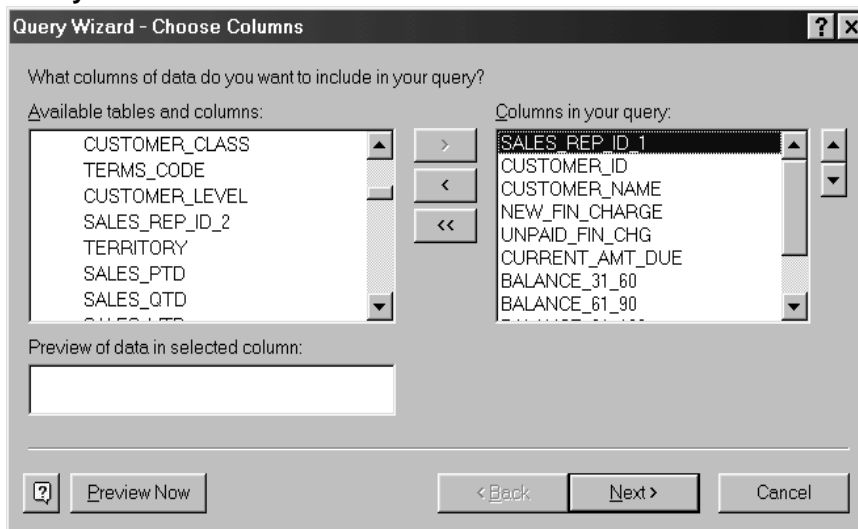 Query Wizard - Choose Columns
What columns of data do you want to include in your query?
Available tables and columns:
CUSTOMER_CLASS
TERMS_CODE
CUSTOMER_LEVEL
SALES_REP_ID_2
TERRITORY
SALES_PTD
SALES_QTD
>
<
<<
Columns in your query:
SALES_REP_ID_1
CUSTOMER_ID
CUSTOMER_NAME
NEW_FIN_CHARGE
UNPAID_FIN_CHG
CURRENT_AMT_DUE
BALANCE_31_60
BALANCE_61_90
Preview of data in selected column:
Preview Now
< Back
Next >
Cancel